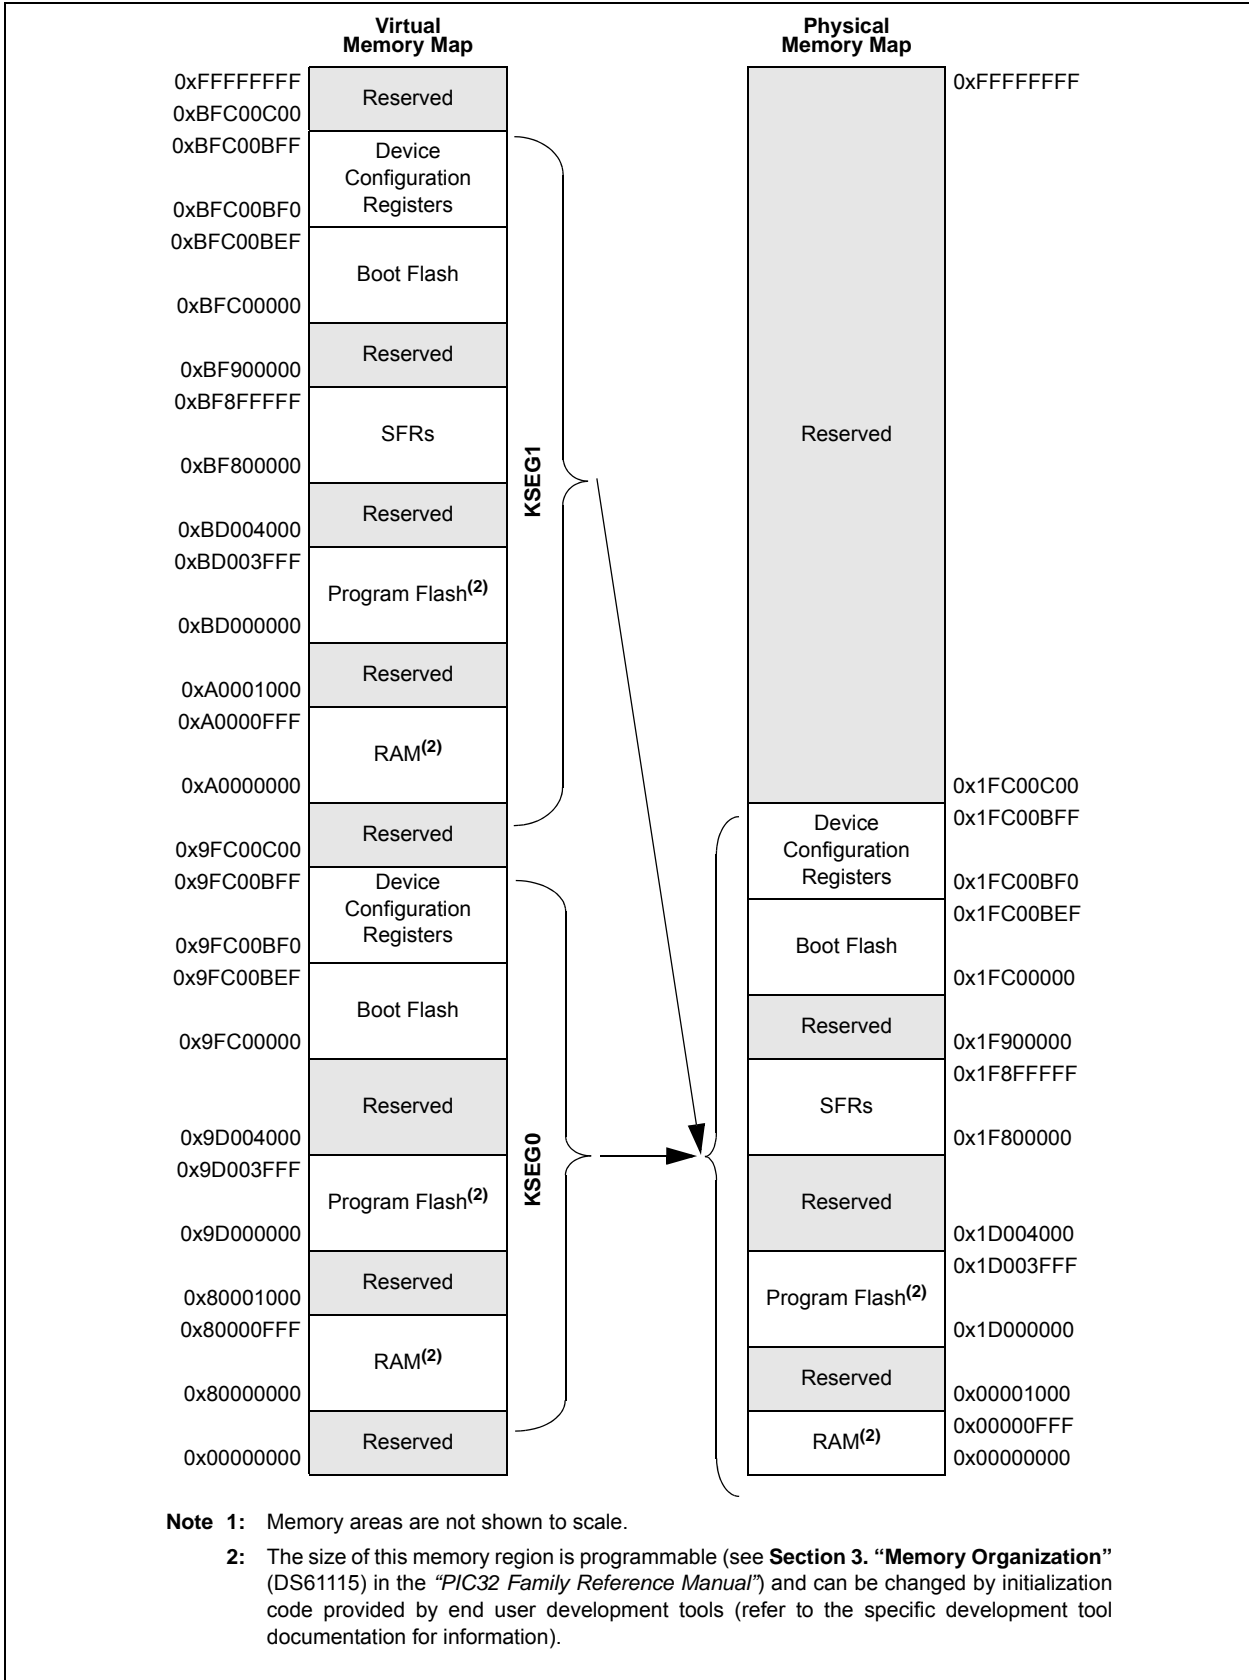 Virtual
Memory Map
0xFFFFFFFF
Reserved
0xBFC00C00
0xBFC00BFF
Device
Configuration
Registers
0xBFC00BF0
0xBFC00BEF
Boot Flash
0xBFC00000
Reserved
0xBF900000
0xBF8FFFFF
SFRs
0xBF800000
Reserved
0xBD004000
0xBD003FFF
Program Flash(2)
0xBD000000
Reserved
0xA0001000
0xA0000FFF
RAM(2)
0xA0000000
Reserved
0x9FC00C00
0x9FC00BFF
Device
Configuration
Registers
0x9FC00BF0
0x9FC00BEF
Boot Flash
0x9FC00000
Reserved
0x9D004000
0x9D003FFF
Program Flash(2)
0x9D000000
Reserved
0x80001000
0x80000FFF
RAM(2)
0x80000000
Reserved
0x00000000
KSEG1
KSEG0
Physical
Memory Map
0xFFFFFFFF
Reserved
0x1FC00C00
0x1FC00BFF
Device
Configuration
Registers
0x1FC00BF0
0x1FC00BEF
Boot Flash
0x1FC00000
Reserved
0x1F900000
0x1F8FFFFF
SFRs
0x1F800000
Reserved
0x1D004000
0x1D003FFF
Program Flash(2)
0x1D000000
Reserved
0x00001000
0x00000FFF
RAM(2)
0x00000000
Note 1: Memory areas are not shown to scale.
2: The size of this memory region is programmable (see Section 3. “Memory Organization”
(DS61115) in the “PIC32 Family Reference Manual”) and can be changed by initialization
code provided by end user development tools (refer to the specific development tool
documentation for information).